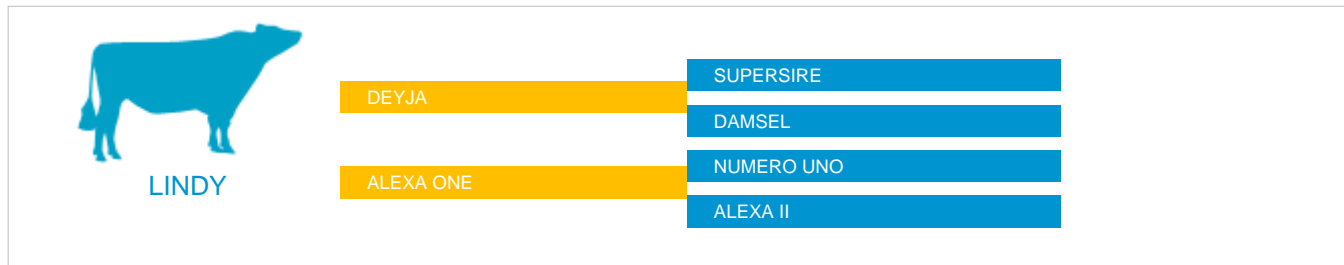 LINDY
DEYJA
ALEXA ONE
SUPERSIRE
DAMSEL
NUMERO UNO
ALEXA II